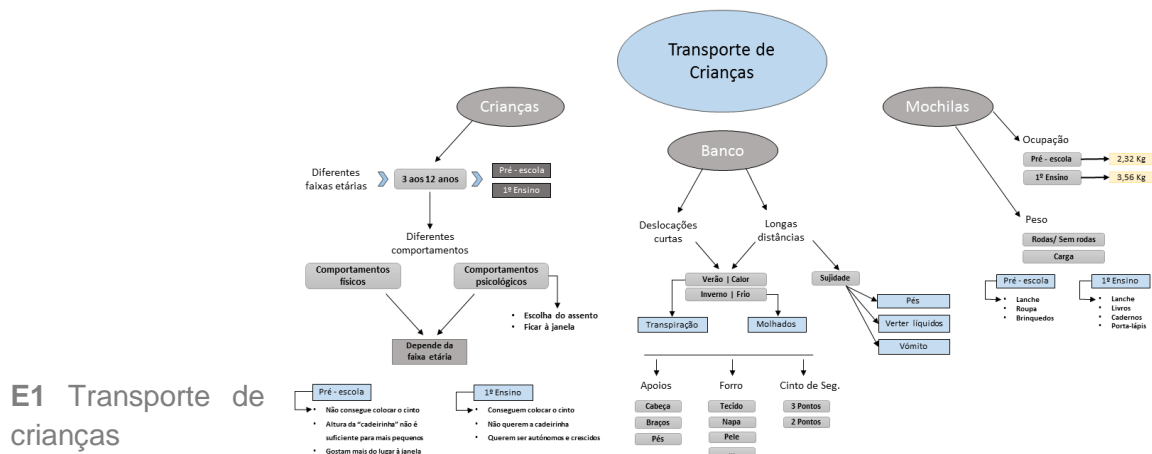 Transporte de
Crianças
Crianças
Diferentes
faixas etárias
3 aos 12 anos
Pré - escola
1º Ensino
Diferentes
comportamentos
Comportamentos
físicos
Comportamentos
psicológicos
• Escolha do assento
• Ficar à janela
Depende da
faixa etária
Pré - escola
• Não consegue colocar o cinto
• Altura da “cadeirinha” não é
suficiente para mais pequenos
• Gostam mais do lugar à janela
1º Ensino
• Conseguem colocar o cinto
• Não querem a cadeirinha
• Querem ser autónomos e crescidos
Banco
Deslocações
curtas
Longas
distâncias
Verão | Calor
Inverno | Frio
Sujidade
Transpiração
Molhados
Pés
Verter líquidos
Vómito
Apoios
Cabeça
Braços
Pés
Forro
Tecido
Napa
Pele
Cinto de Seg.
3 Pontos
2 Pontos
Mochilas
Ocupação
Pré - escola
2,32 Kg
1º Ensino
3,56 Kg
Peso
Rodas/ Sem rodas
Carga
Pré - escola
• Lanche
• Roupa
• Brinquedos
1º Ensino
• Lanche
• Livros
• Cadernos
• Porta-lápis
E1 Transporte de
crianças